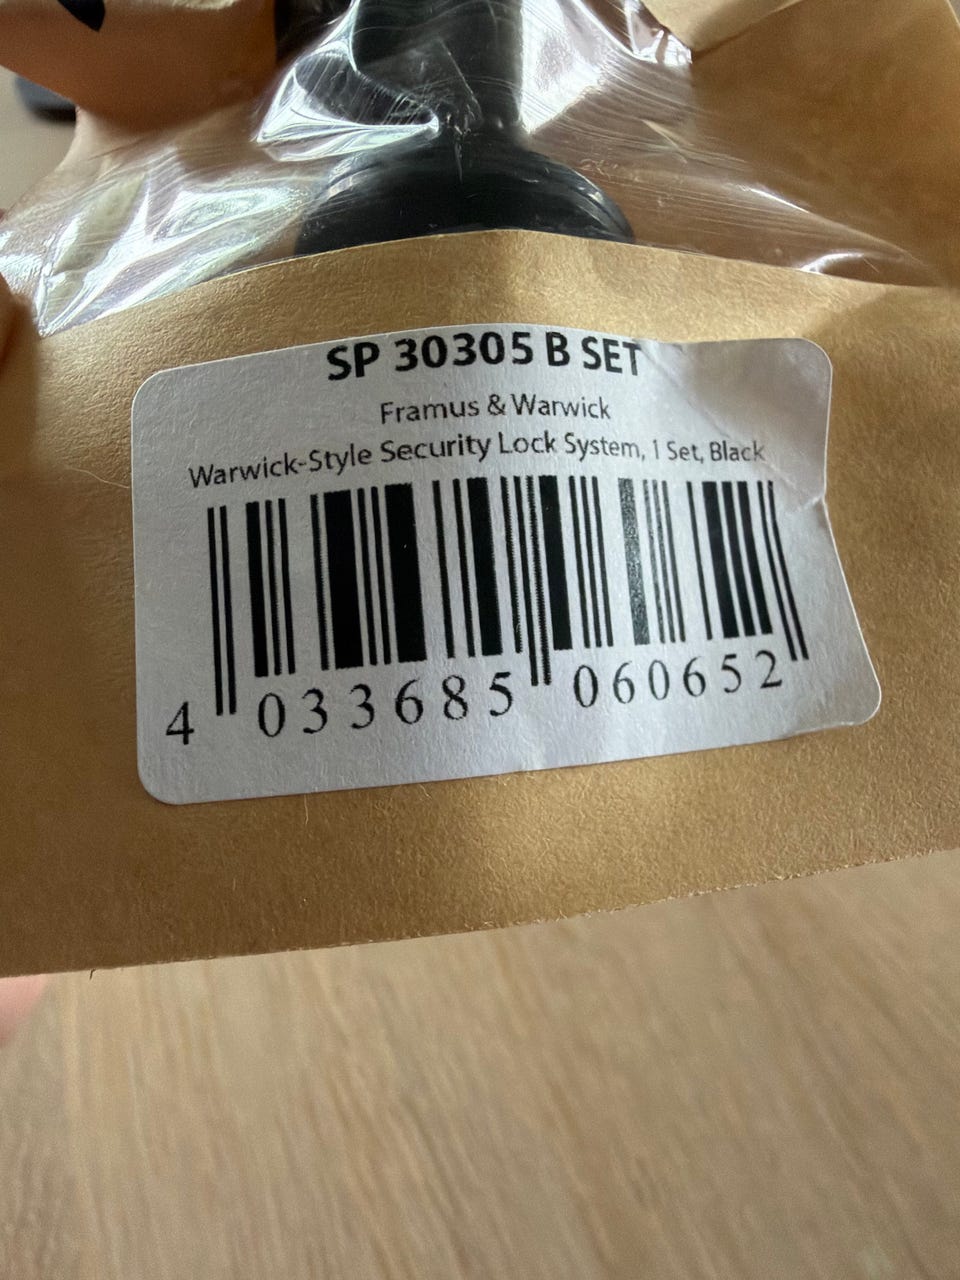 SP 30305 B SET
Framus & Warwick
Warwick-Style Security Lock System, 1 Set, Black
4 033685 060652